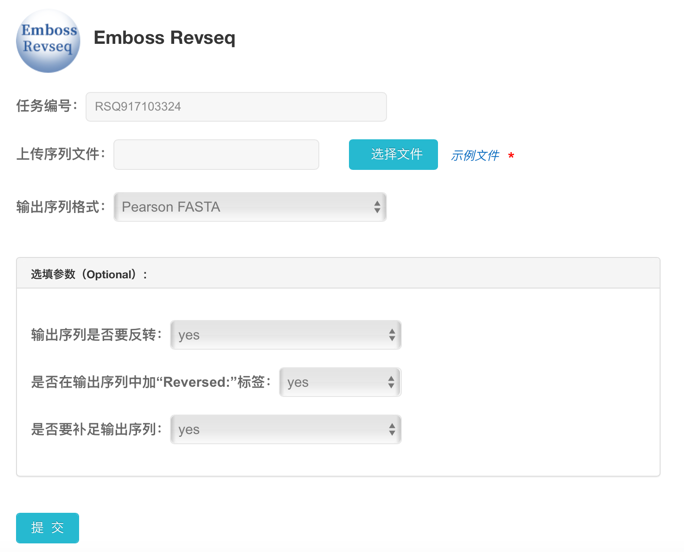 Emboss
Revseq
Emboss Revseq
任务编号： RSQ917103324
上传序列文件： 选择文件 示例文件 *
输出序列格式： Pearson FASTA
选填参数（Optional）:
输出序列是否要反转： yes
是否在输出序列中加“Reversed:”标签： yes
是否要补足输出序列： yes
提 交